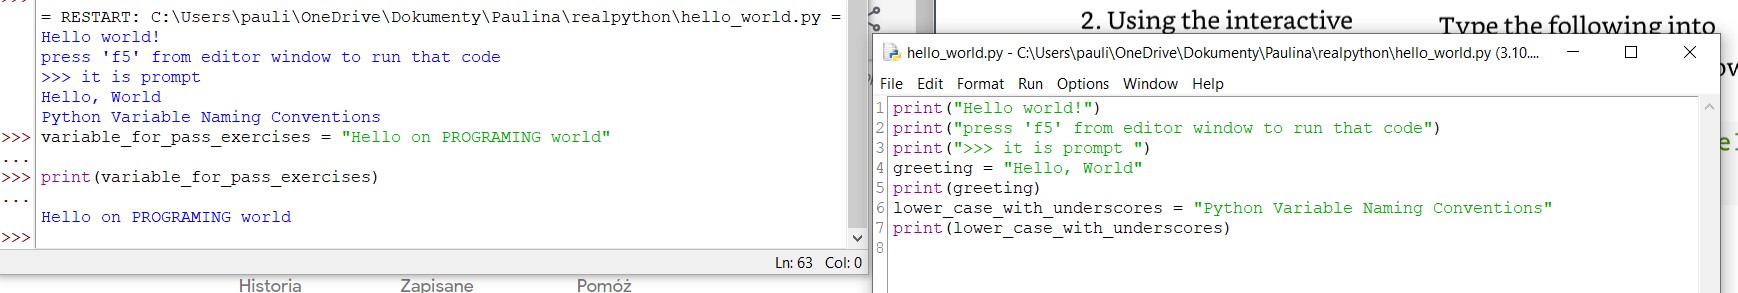 = RESTART: C:\Users\pauli\OneDrive\Dokumenty\Paulina\realpython\hello_world.py =
Hello world!
press 'f5' from editor window to run that code
>>> it is prompt
Hello, World
Python Variable Naming Conventions
>>> variable_for_pass_exercises = "Hello on PROGRAMING world"
...
>>> print(variable_for_pass_exercises)
...
Hello on PROGRAMING world
>>>
Ln: 63 Col: 0
Historia Zapisane Pomóż
2. Using the interactive
Type the following into
hello_world.py - C:\Users\pauli\OneDrive\Dokumenty\Paulina\realpython\hello_world.py (3.10....
File Edit Format Run Options Window Help
1 print("Hello world!")
2 print("press 'f5' from editor window to run that code")
3 print(">>> it is prompt ")
4 greeting = "Hello, World"
5 print(greeting)
6 lower_case_with_underscores = "Python Variable Naming Conventions"
7 print(lower_case_with_underscores)
8